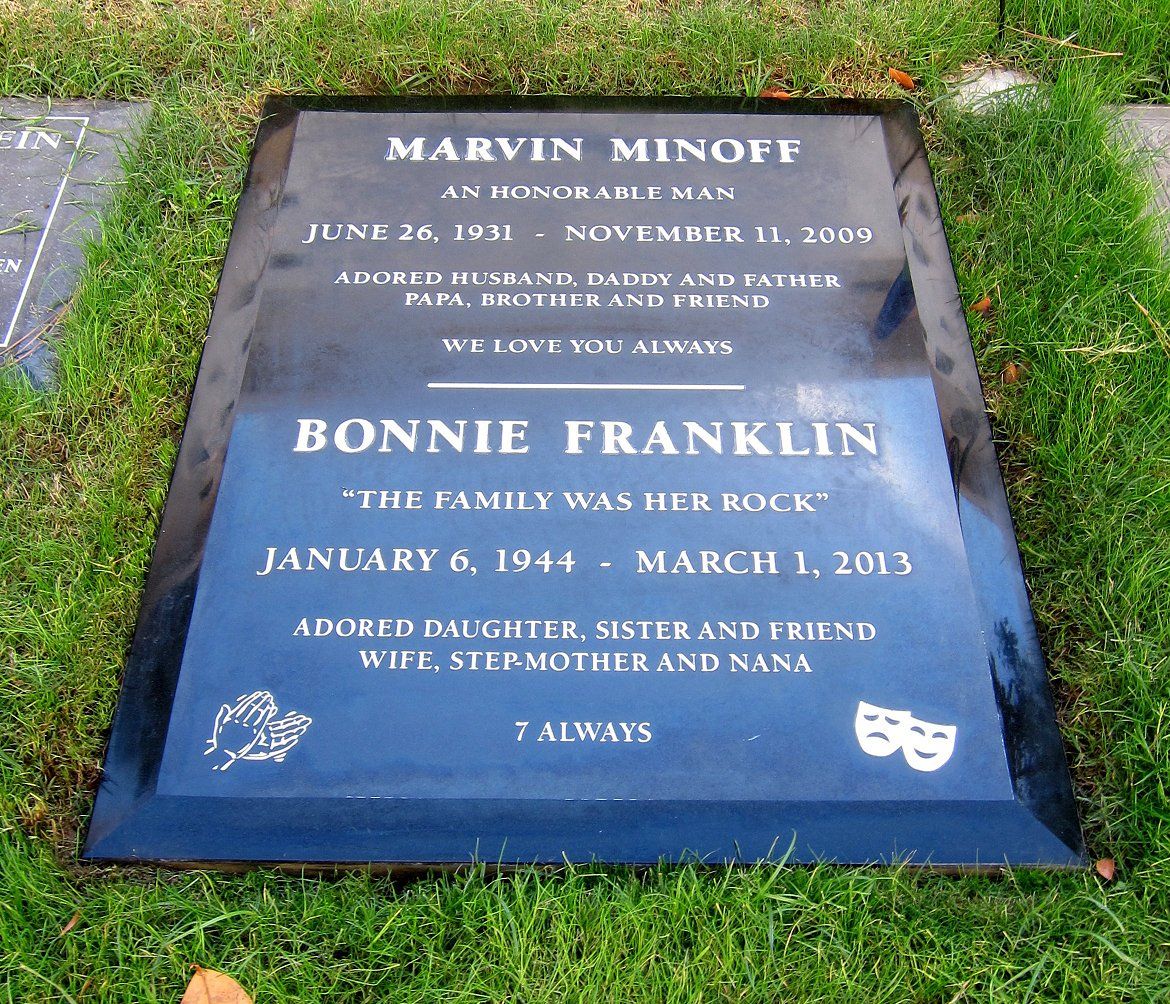 MARVIN MINOFF
AN HONORABLE MAN
JUNE 26, 1931 - NOVEMBER 11, 2009
ADORED HUSBAND, DADDY AND FATHER
PAPA, BROTHER AND FRIEND
WE LOVE YOU ALWAYS
BONNIE FRANKLIN
“THE FAMILY WAS HER ROCK”
JANUARY 6, 1944 - MARCH 1, 2013
ADORED DAUGHTER, SISTER AND FRIEND
WIFE, STEP-MOTHER AND NANA
7 ALWAYS